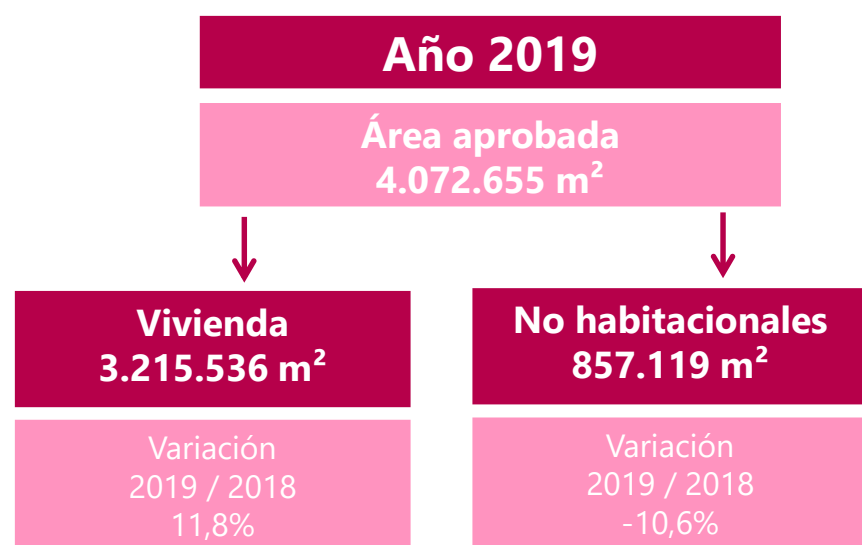 Año 2019
Área aprobada
4.072.655 m²
Vivienda
3.215.536 m²
Variación
2019 / 2018
11,8%
No habitacionales
857.119 m²
Variación
2019 / 2018
-10,6%